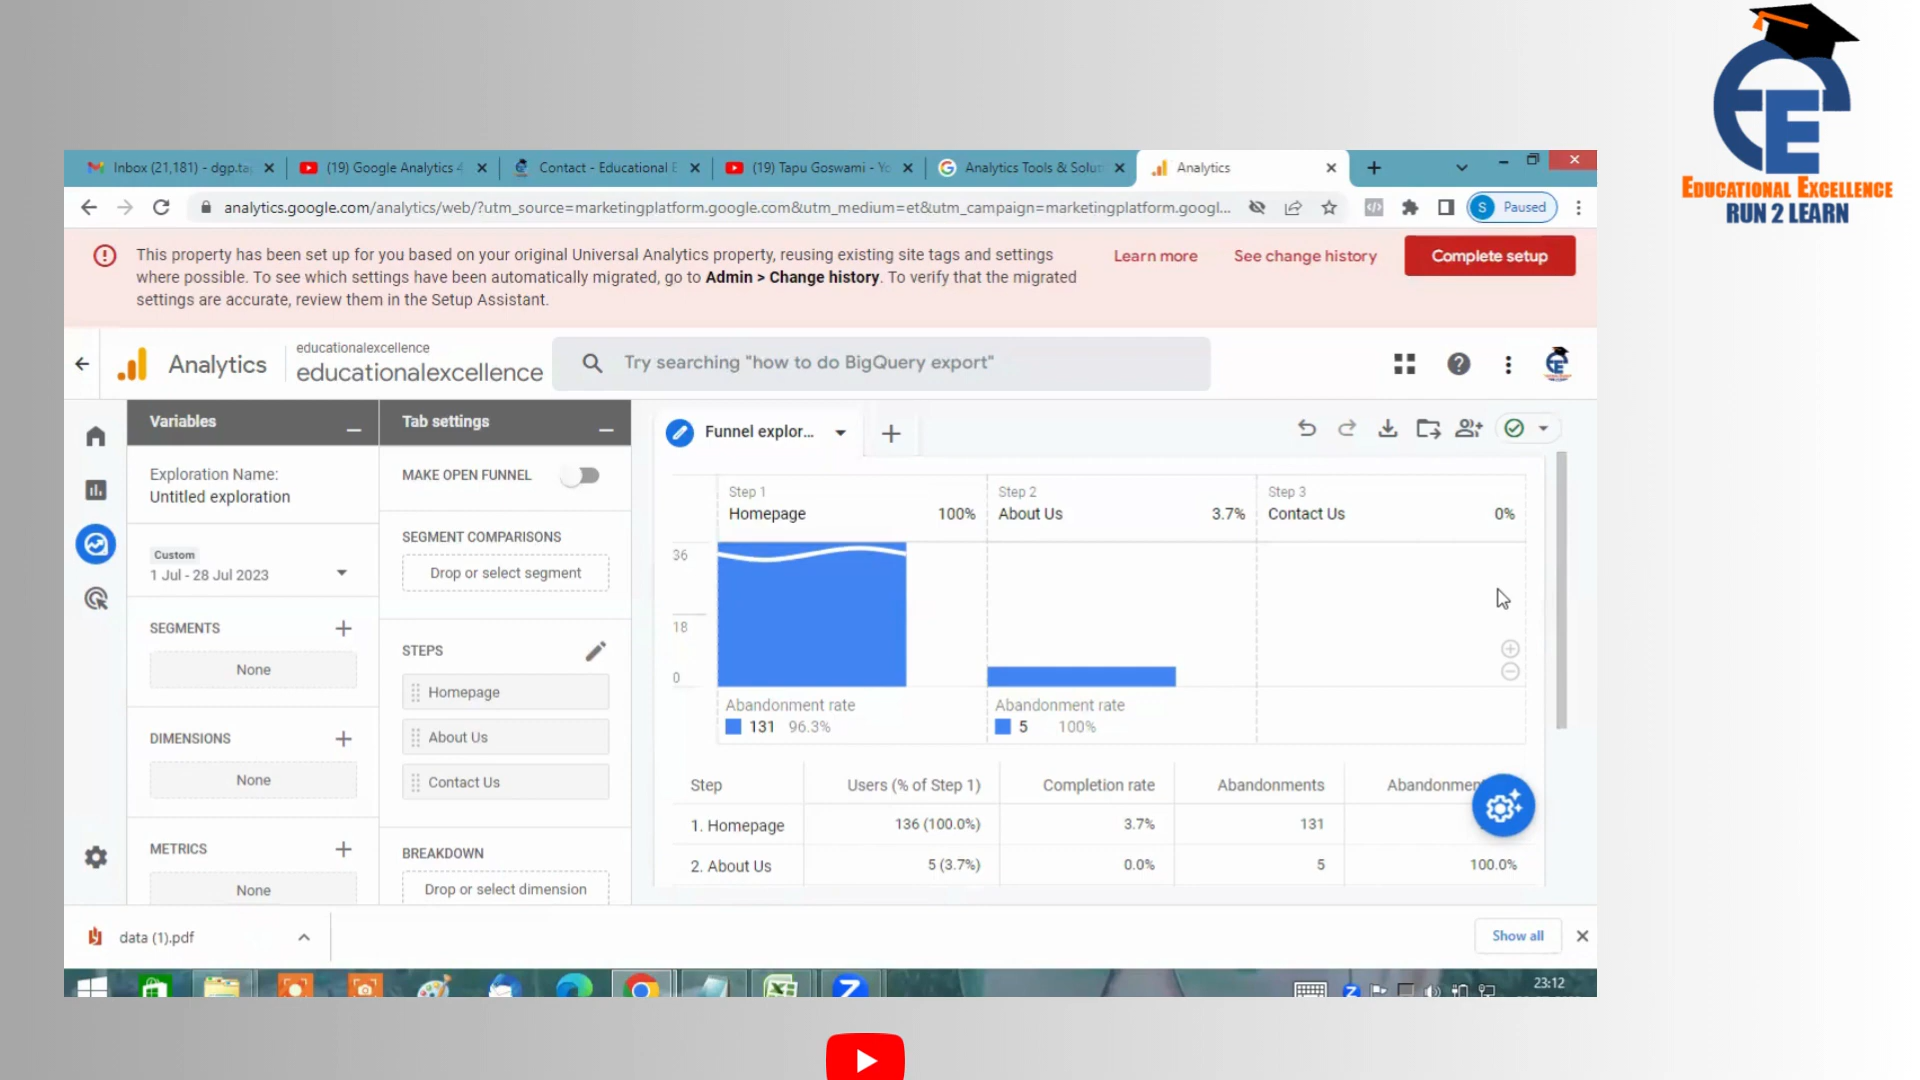 EDUCATIONAL EXCELLENCE
RUN 2 LEARN
Inbox (21,181) - dgp.ta
(19) Google Analytics 4
Contact - Educational E
(19) Tapu Goswami - Yo
Analytics Tools & Solut
Analytics
analytics.google.com/analytics/web/?utm_source=marketingplatform.google.com&utm_medium=et&utm_campaign=marketingplatform.googl...
S Paused
This property has been set up for you based on your original Universal Analytics property, reusing existing site tags and settings
where possible. To see which settings have been automatically migrated, go to Admin > Change history. To verify that the migrated
settings are accurate, review them in the Setup Assistant.
Learn more
See change history
Complete setup
Analytics
educationalexcellence
educationalexcellence
Try searching "how to do BigQuery export"
Variables
Exploration Name:
Untitled exploration
Custom
1 Jul - 28 Jul 2023
SEGMENTS
None
DIMENSIONS
None
METRICS
None
Tab settings
MAKE OPEN FUNNEL
SEGMENT COMPARISONS
Drop or select segment
STEPS
Homepage
About Us
Contact Us
BREAKDOWN
Drop or select dimension
Funnel explor...
Step 1
Homepage 100%
Step 2
About Us 3.7%
Step 3
Contact Us 0%
36
18
0
Abandonment rate
131 96.3%
Abandonment rate
5 100%
Step Users (% of Step 1) Completion rate Abandonments Abandonmen
1. Homepage 136 (100.0%) 3.7% 131
2. About Us 5 (3.7%) 0.0% 5 100.0%
data (1).pdf
Show all
23:12